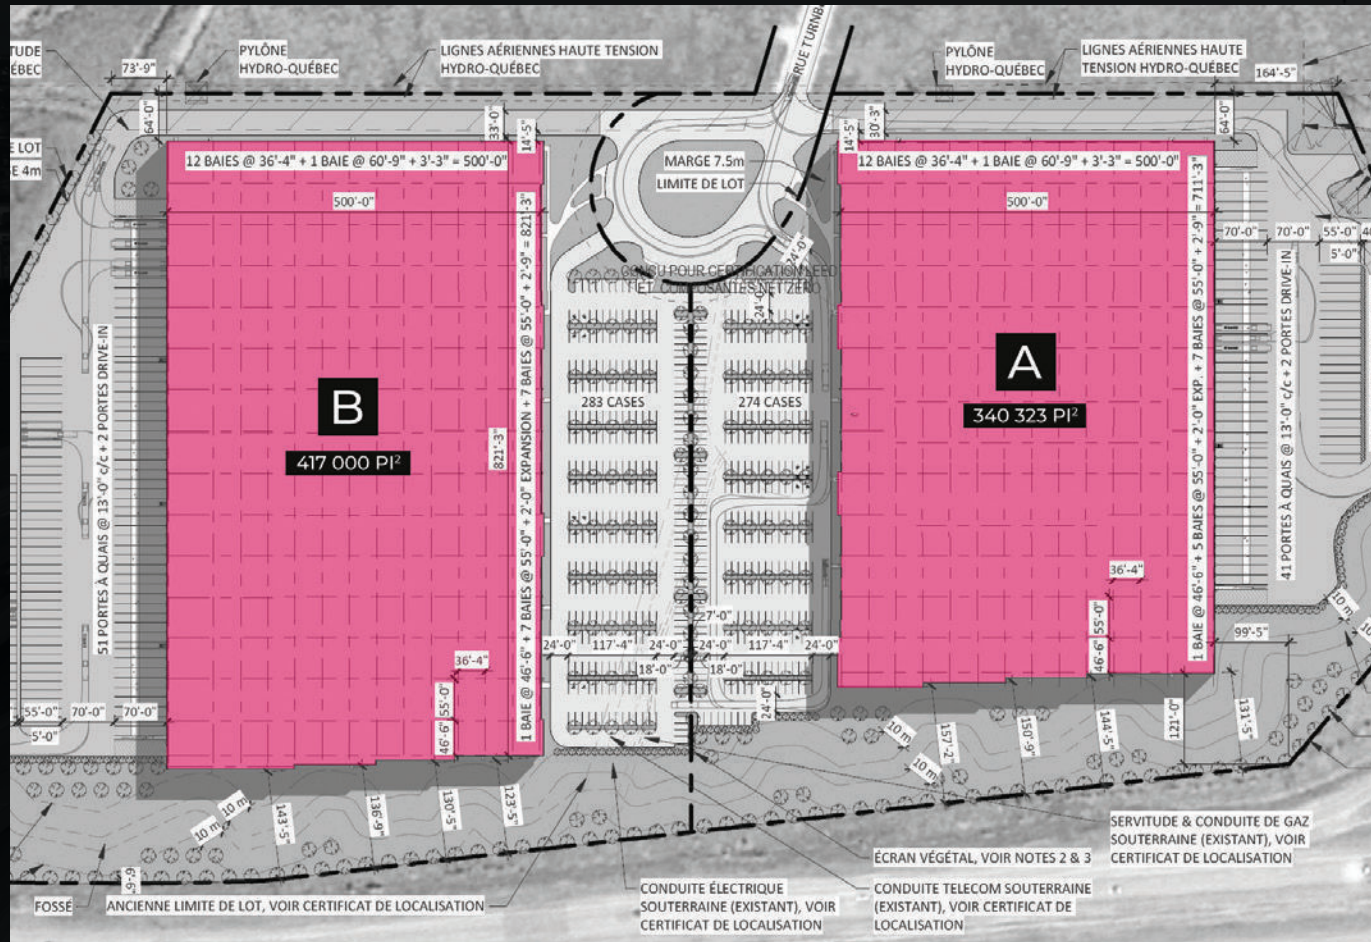 TUDE
ÉBEC
73'-9"
PYLÔNE
HYDRO-QUÉBEC
LIGNES AÉRIENNES HAUTE TENSION
HYDRO-QUÉBEC
RUE TURNB
PYLÔNE
HYDRO-QUÉBEC
LIGNES AÉRIENNES HAUTE
TENSION HYDRO-QUÉBEC
164'-5"
64'-0"
33'-0
14'-5"
14'-5"
30'-3"
64'-0"
E LOT
SE 4m
12 BAIES @ 36'-4" + 1 BAIE @ 60'-9" + 3'-3" = 500'-0"
MARGE 7.5m
LIMITE DE LOT
12 BAIES @ 36'-4" + 1 BAIE @ 60'-9" + 3'-3" = 500'-0"
500'-0"
500'-0"
24'-0"
70'-0"
70'-0"
55'-0"
5'-0"
CONÇU POUR CERTIFICATION LEED
ET COMPOSANTES NET ZERO
24'-0
51 PORTES À QUAIS @ 13'-0" c/c + 2 PORTES DRIVE-IN
B
417 000 PI²
821'-3"
1 BAIE @ 46'-6" + 7 BAIES @ 55'-0" + 2'-0" EXPANSION + 7 BAIES @ 55'-0" + 2'-9" = 821'-3"
283 CASES
274 CASES
A
340 323 PI²
1 BAIE @ 46'-6" + 5 BAIES @ 55'-0" + 2'-0" EXP. + 7 BAIES @ 55'-0" + 2'-9" = 711'-3"
41 PORTES À QUAIS @ 13'-0" c/c + 2 PORTES DRIVE-IN
36'-4"
55'-0"
46'-6"
10 m
99'-5"
7'-0"
24'-0"
117'-4"
24'-0
24'-0"
117'-4"
24'-0"
18'-0"
18'-0"
36'-4"
55'-0"
46'-6"
24'-0"
55'-0"
70'-0"
70'-0"
5'-0"
10 m
10 m
157'-2"
150'-9"
144'-5"
121'-0"
131'-5"
10 m
10 m
143'-5"
136'-9"
130'-5"
123'-5"
SERVITUDE & CONDUITE DE GAZ
SOUTERRAINE (EXISTANT), VOIR
CERTIFICAT DE LOCALISATION
ÉCRAN VÉGÉTAL, VOIR NOTES 2 & 3
FOSSÉ
ANCIENNE LIMITE DE LOT, VOIR CERTIFICAT DE LOCALISATION
CONDUITE ÉLECTRIQUE
SOUTERRAINE (EXISTANT), VOIR
CERTIFICAT DE LOCALISATION
CONDUITE TELECOM SOUTERRAINE
(EXISTANT), VOIR CERTIFICAT DE
LOCALISATION